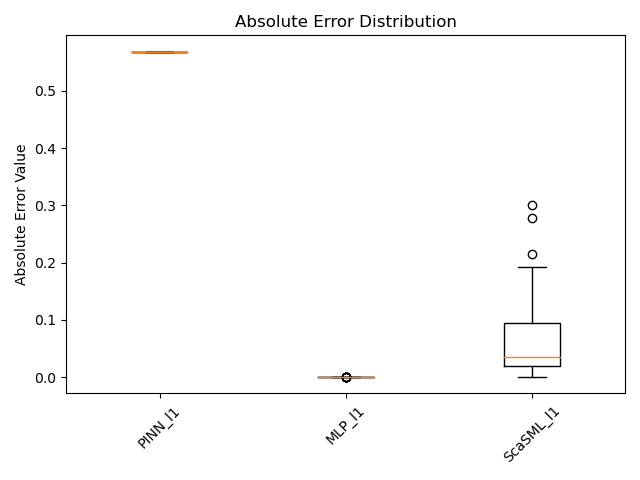 Absolute Error Distribution
Absolute Error Value
0.5
0.4
0.3
0.2
0.1
0.0
PINN_l1
MLP_l1
ScaSML_l1